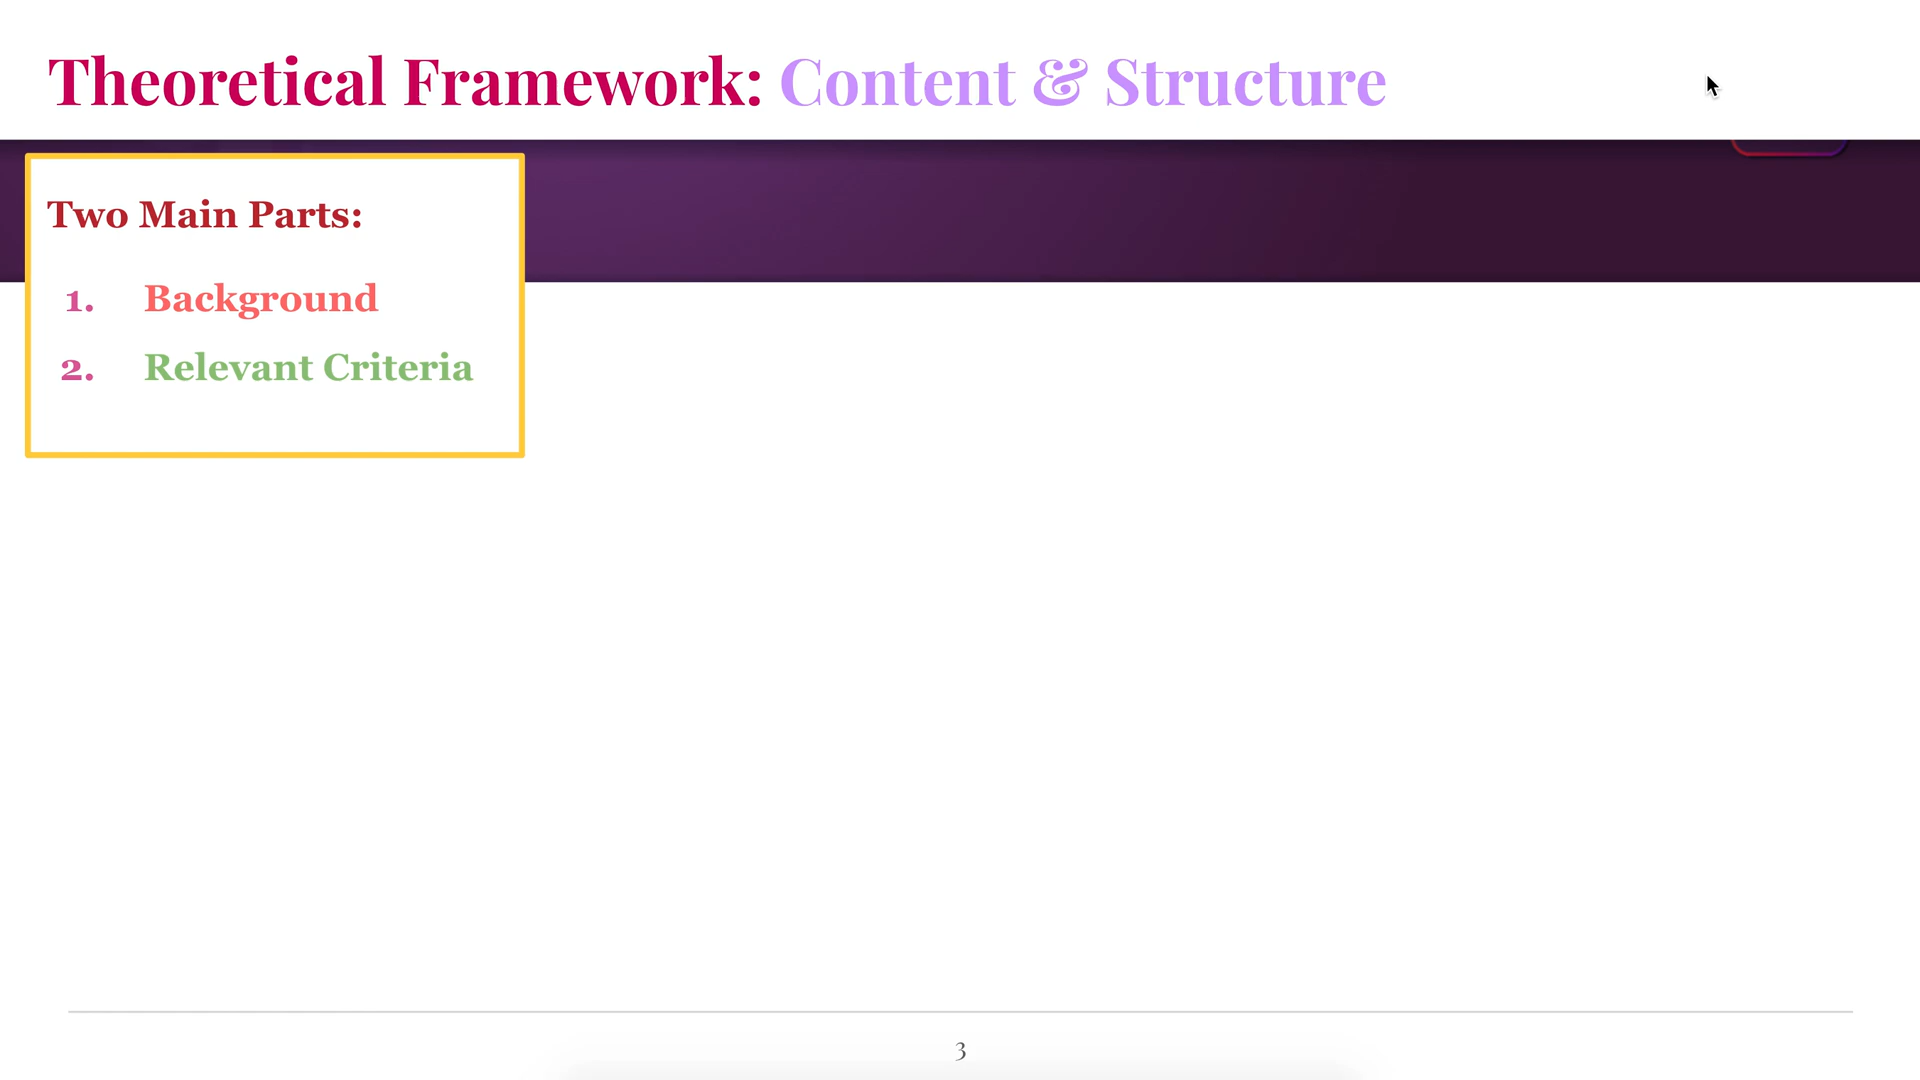 Theoretical Framework: Content & Structure
Two Main Parts:
1. Background
2. Relevant Criteria
3